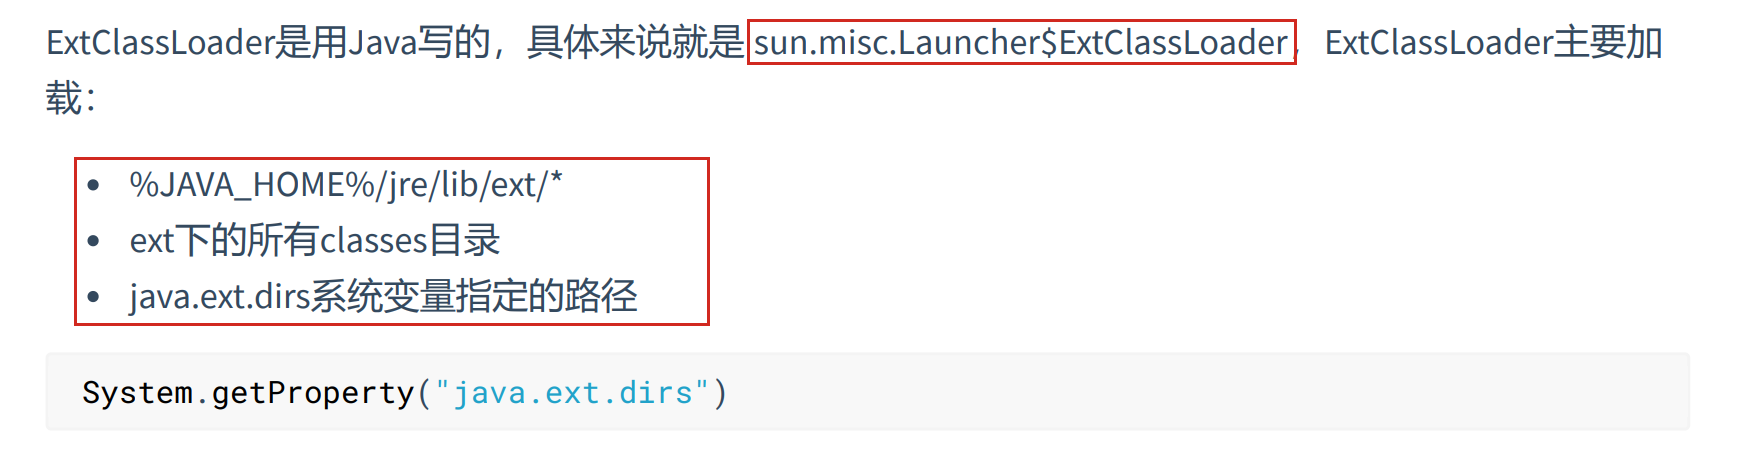 ExtClassLoader是用Java写的，具体来说就是 sun.misc.Launcher$ExtClassLoader， ExtClassLoader主要加
载：
• %JAVA_HOME%/jre/lib/ext/*
• ext下的所有classes目录
• java.ext.dirs系统变量指定的路径
System.getProperty("java.ext.dirs")